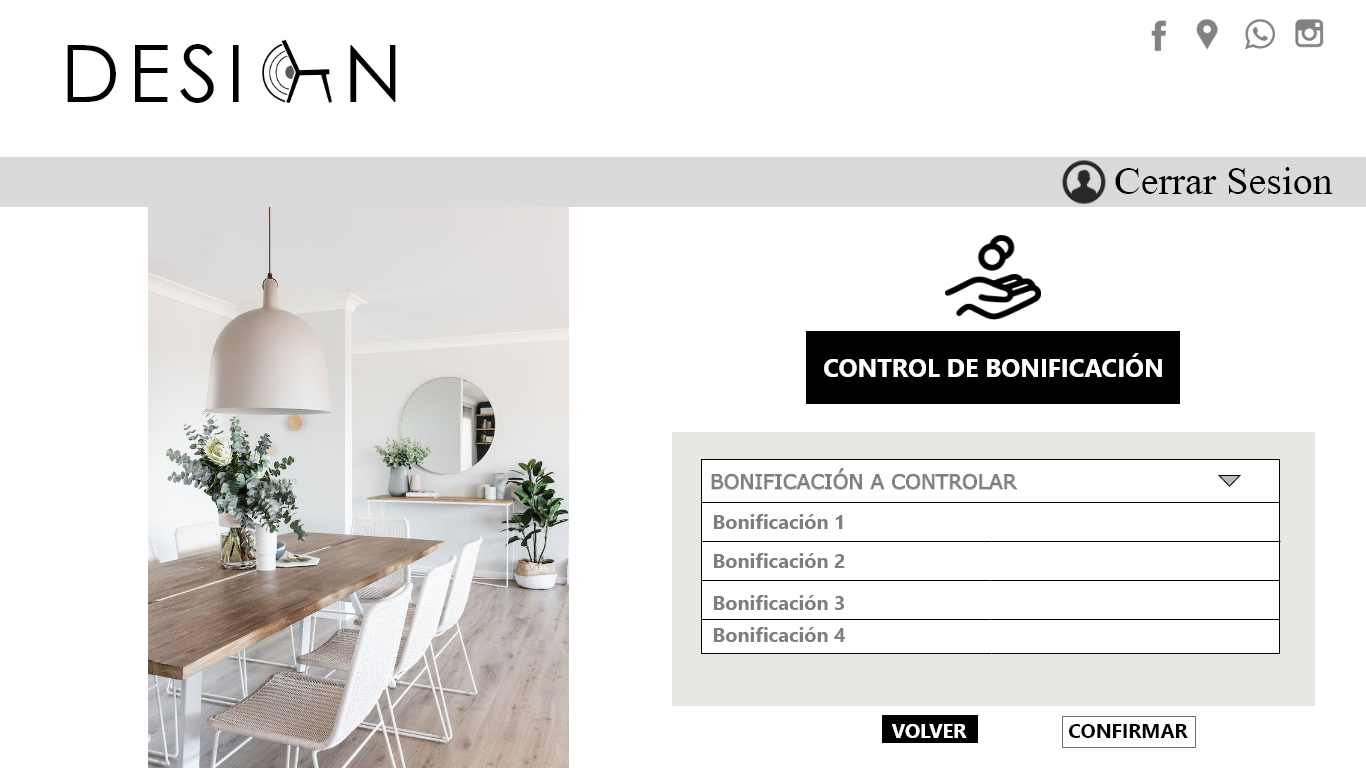 DESIGN
Cerrar Sesion
CONTROL DE BONIFICACIÓN
BONIFICACIÓN A CONTROLAR
Bonificación 1
Bonificación 2
Bonificación 3
Bonificación 4
VOLVER
CONFIRMAR